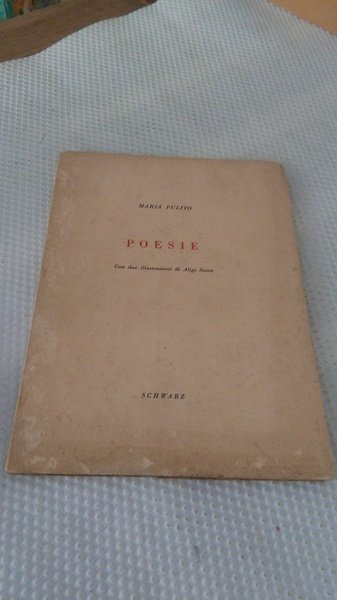 MARIA PULITO
POESIE
Con due illustrazioni di Aligi Sassu
SCHWARZ